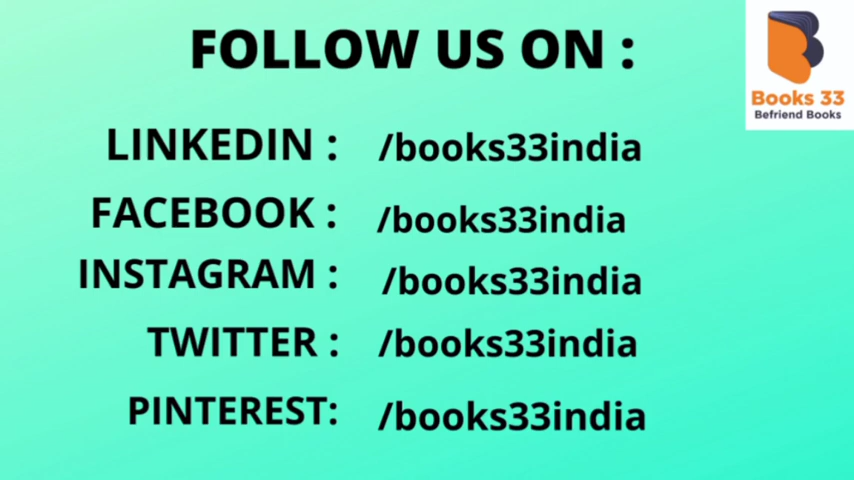 FOLLOW US ON :
Books 33
Befriend Books
LINKEDIN : /books33india
FACEBOOK : /books33india
INSTAGRAM : /books33india
TWITTER : /books33india
PINTEREST: /books33india